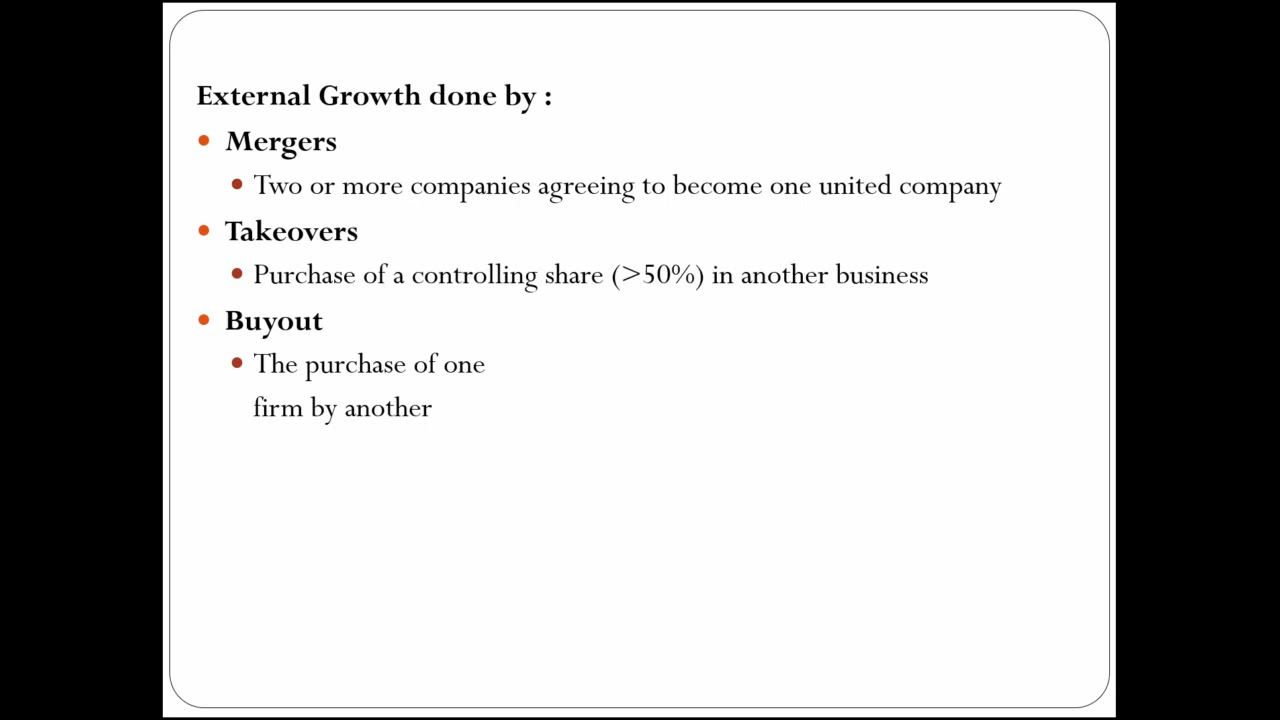 External Growth done by :
• Mergers
• Two or more companies agreeing to become one united company
• Takeovers
• Purchase of a controlling share (>50%) in another business
• Buyout
• The purchase of one
firm by another